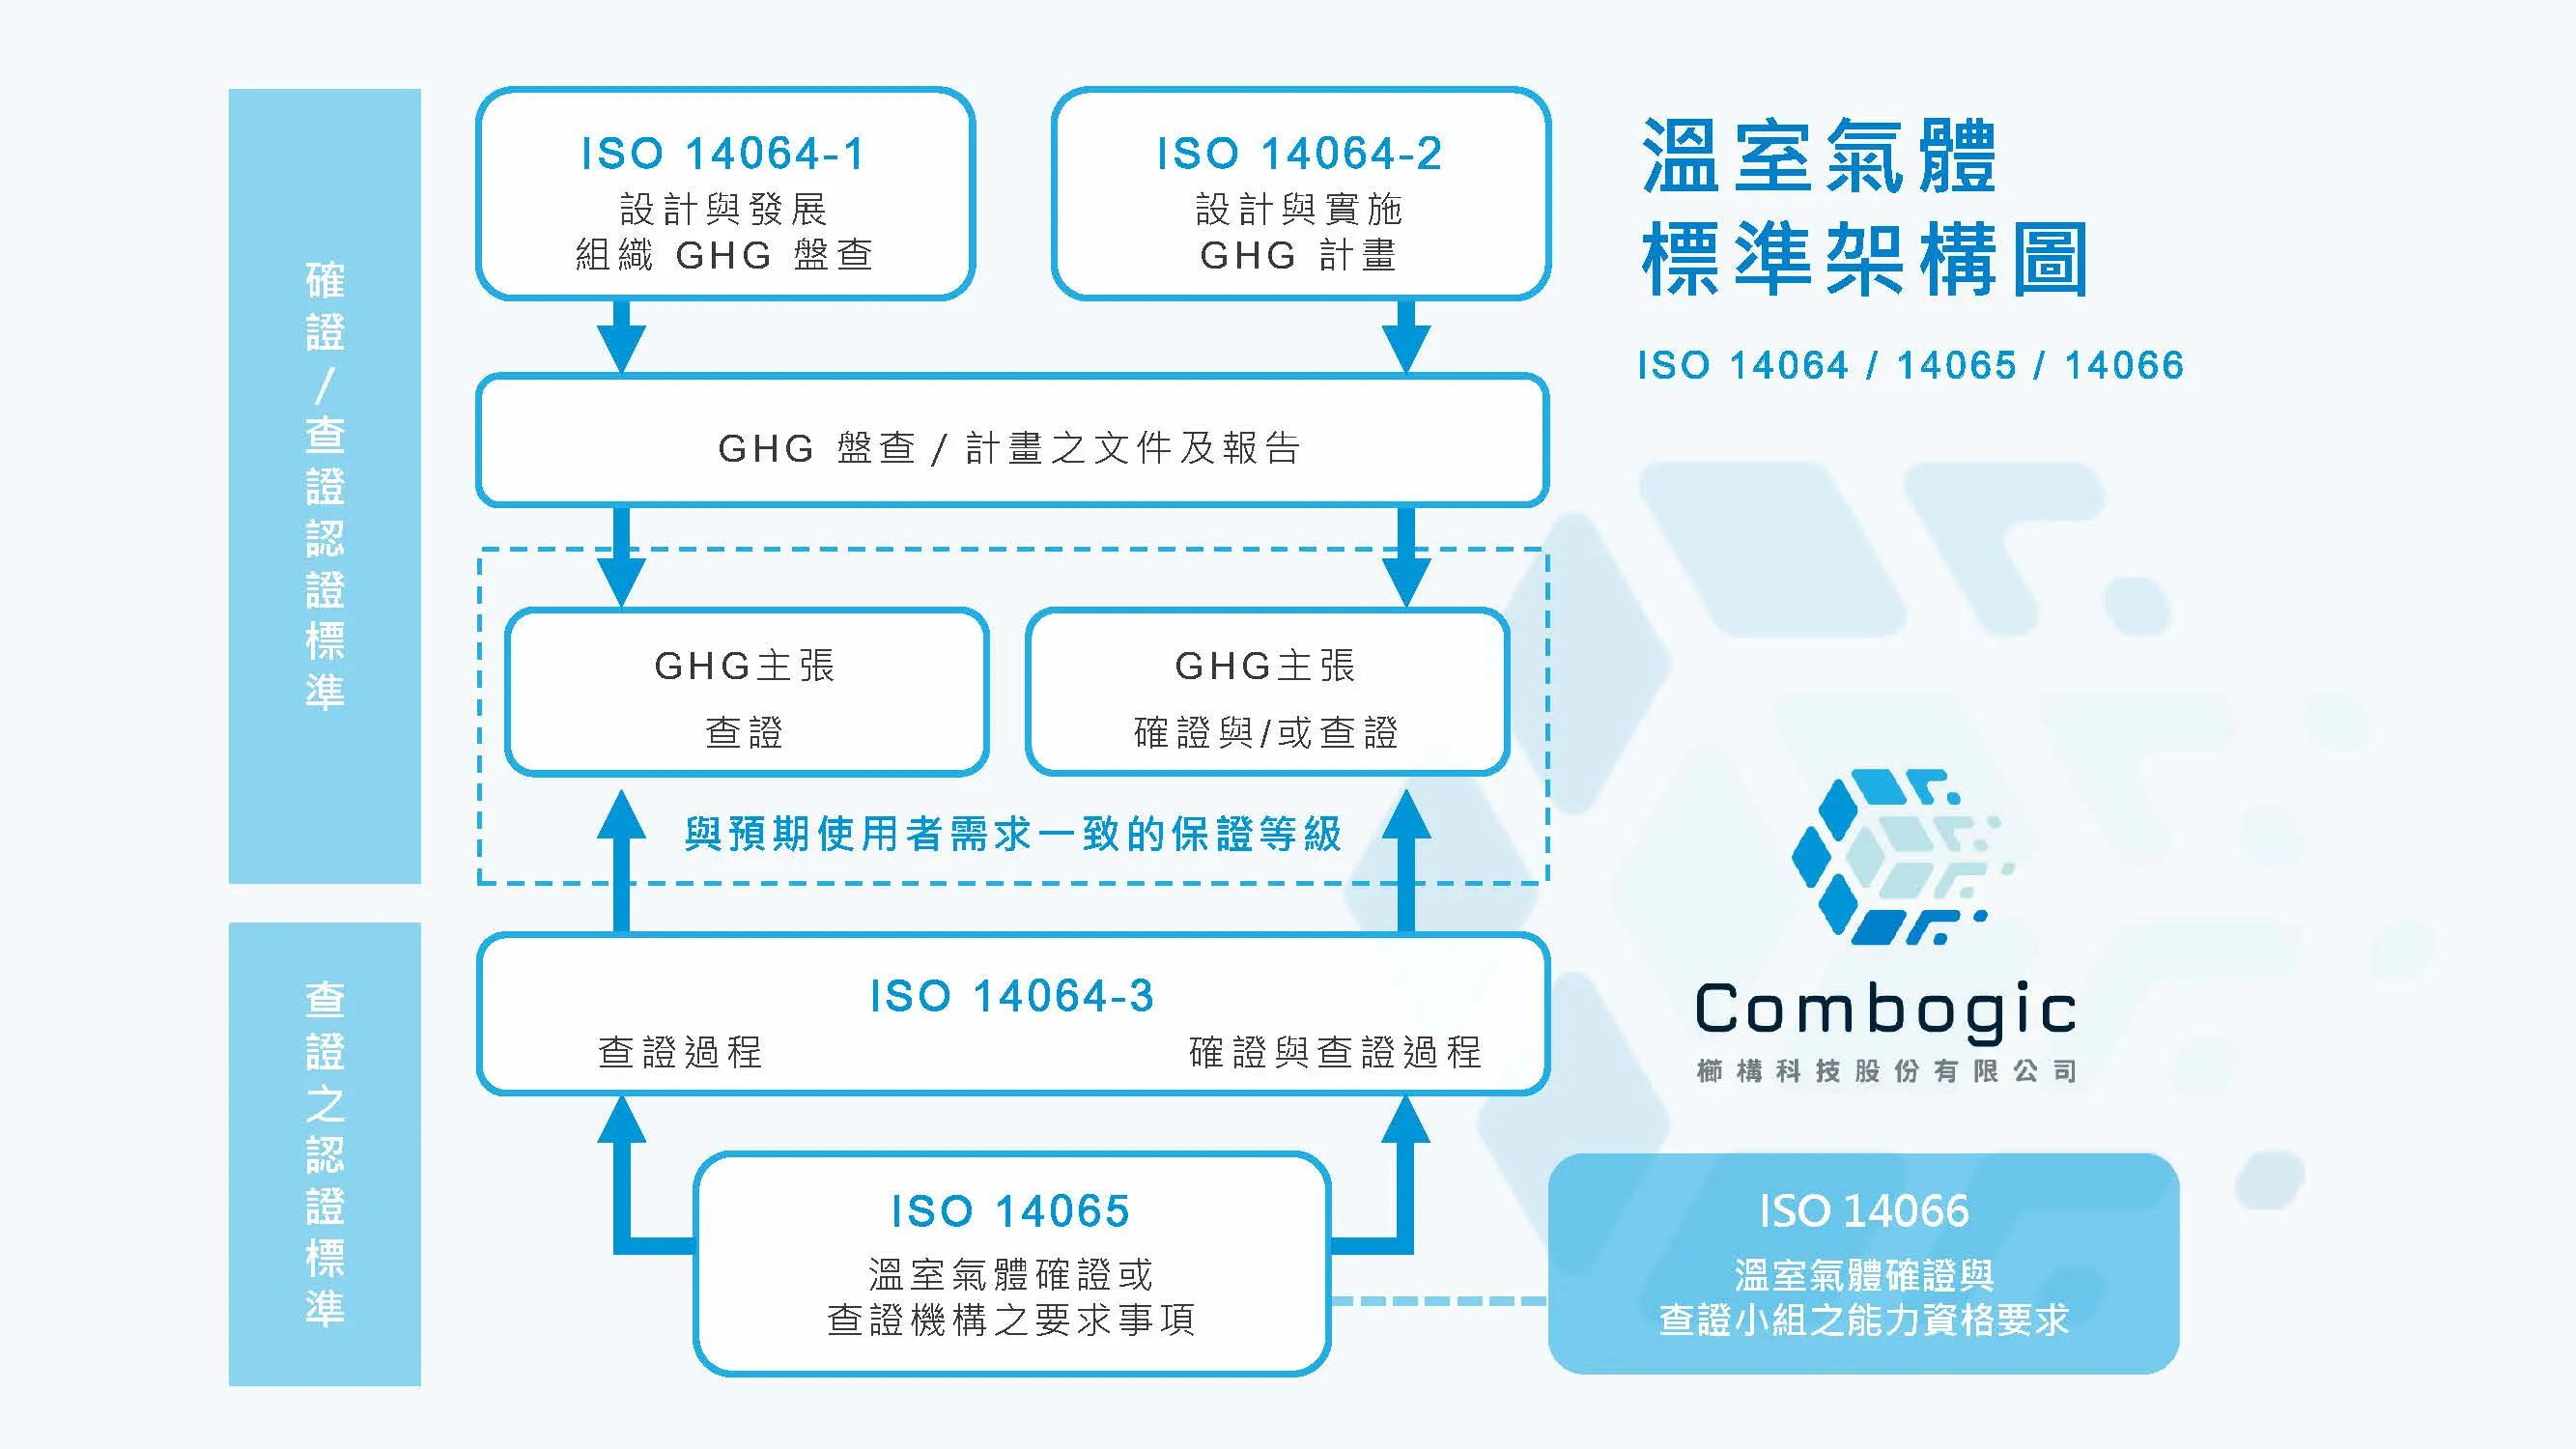 溫室氣體
標準架構圖
ISO 14064 / 14065 / 14066
確證/查證認證標準
ISO 14064-1
設計與發展
組織 GHG 盤查
ISO 14064-2
設計與實施
GHG 計畫
GHG 盤查 / 計畫之文件及報告
GHG主張
查證
GHG主張
確證與/或查證
與預期使用者需求一致的保證等級
查證之認證標準
ISO 14064-3
查證過程
確證與查證過程
ISO 14065
溫室氣體確證或
查證機構之要求事項
ISO 14066
溫室氣體確證與
查證小組之能力資格要求
Combogic
櫛構科技股份有限公司